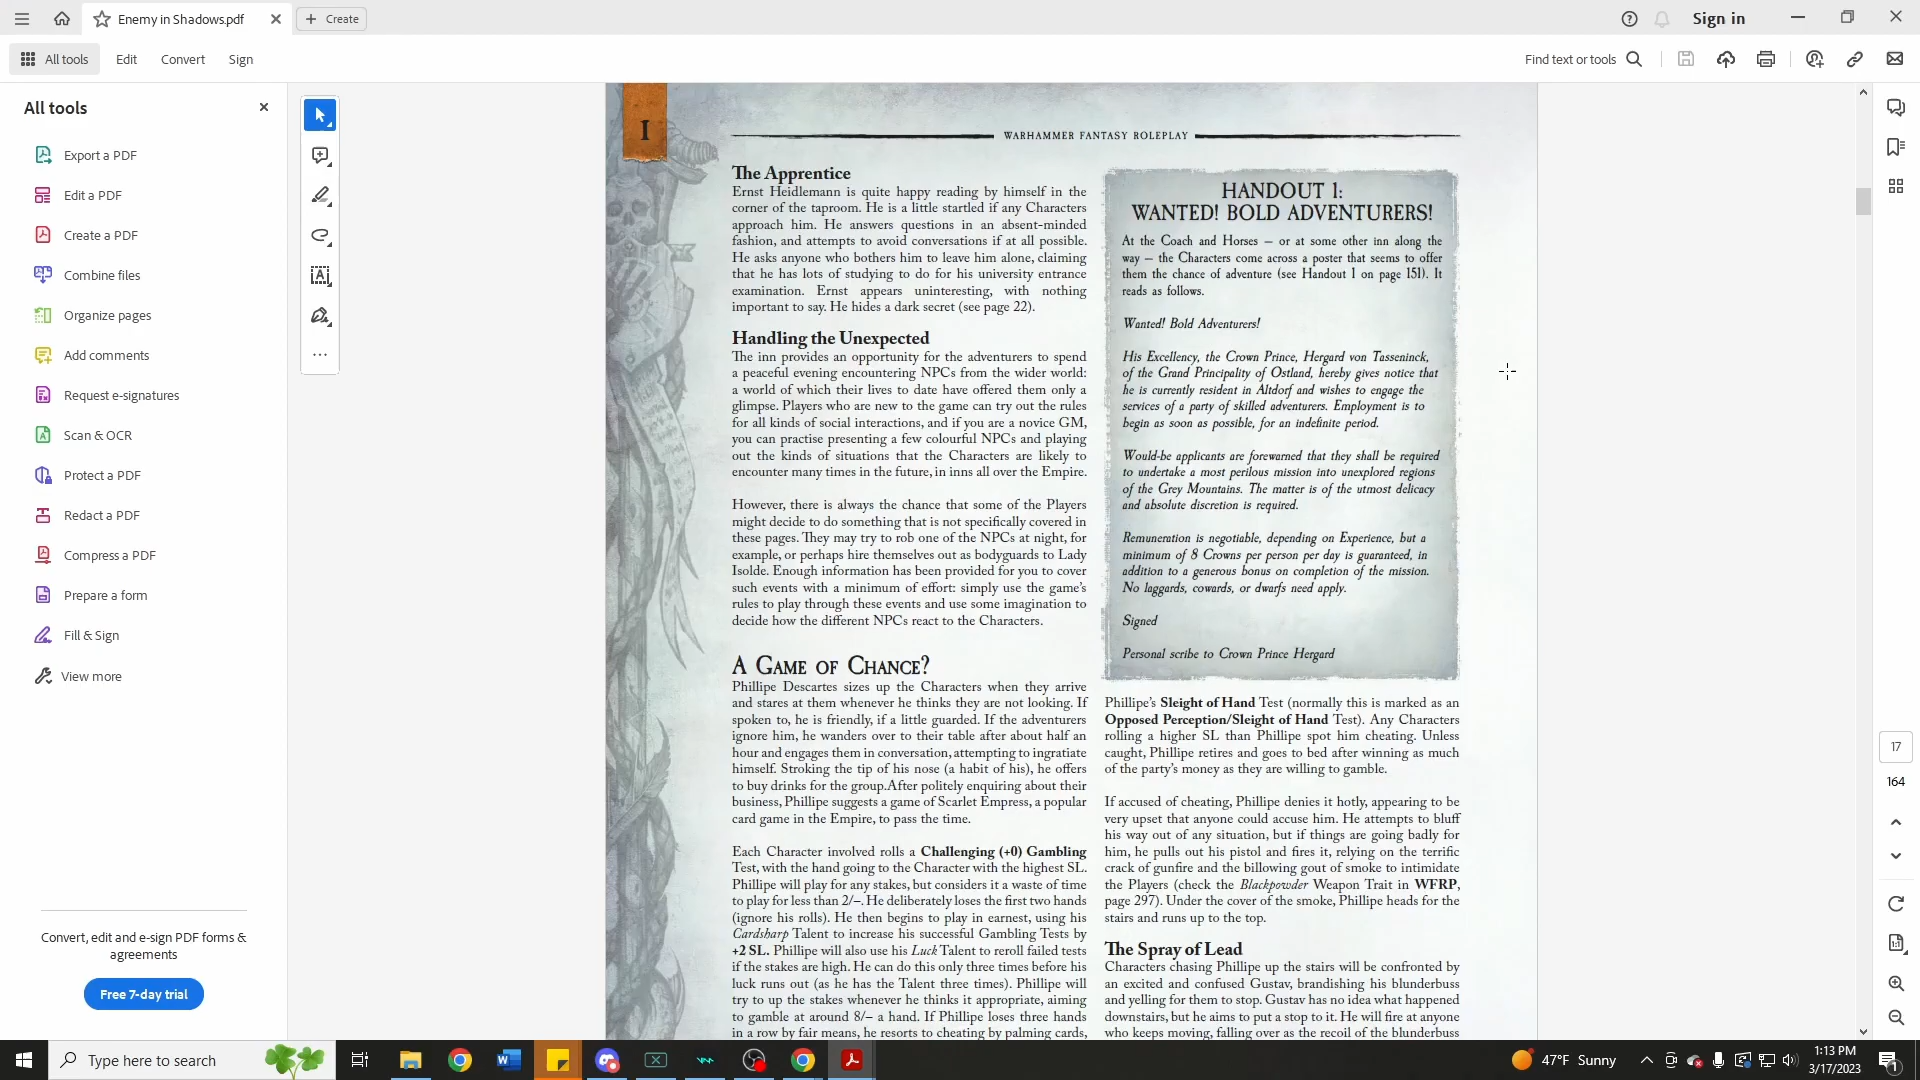 Enemy in Shadows.pdf
Create
Sign in
All tools
Edit
Convert
Sign
Find text or tools
All tools
Export a PDF
Edit a PDF
Create a PDF
Combine files
Organize pages
Add comments
Request e-signatures
Scan & OCR
Protect a PDF
Redact a PDF
Compress a PDF
Prepare a form
Fill & Sign
View more
Convert, edit and e-sign PDF forms &
agreements
Free 7-day trial
I
WARHAMMER FANTASY ROLEPLAY
The Apprentice
Ernst Heidlemann is quite happy reading by himself in the
corner of the taproom. He is a little startled if any Characters
approach him. He answers questions in an absent-minded
fashion, and attempts to avoid conversations if at all possible.
He asks anyone who bothers him to leave him alone, claiming
that he has lots of studying to do for his university entrance
examination. Ernst appears uninteresting, with nothing
important to say. He hides a dark secret (see page 22).
Handling the Unexpected
The inn provides an opportunity for the adventurers to spend
a peaceful evening encountering NPCs from the wider world:
a world of which their lives to date have offered them only a
glimpse. Players who are new to the game can try out the rules
for all kinds of social interactions, and if you are a novice GM,
you can practise presenting a few colourful NPCs and playing
out the kinds of situations that the Characters are likely to
encounter many times in the future, in inns all over the Empire.
However, there is always the chance that some of the Players
might decide to do something that is not specifically covered in
these pages. They may try to rob one of the NPCs at night, for
example, or perhaps hire themselves out as bodyguards to Lady
Isolde. Enough information has been provided for you to cover
such events with a minimum of effort: simply use the game's
rules to play through these events and use some imagination to
decide how the different NPCs react to the Characters.
A GAME OF CHANCE?
Phillipe Descartes sizes up the Characters when they arrive
and stares at them whenever he thinks they are not looking. If
spoken to, he is friendly, if a little guarded. If the adventurers
ignore him, he wanders over to their table after about half an
hour and engages them in conversation, attempting to ingratiate
himself. Stroking the tip of his nose (a habit of his), he offers
to buy drinks for the group.After politely enquiring about their
business, Phillipe suggests a game of Scarlet Empress, a popular
card game in the Empire, to pass the time.
Each Character involved rolls a Challenging (+0) Gambling
Test, with the hand going to the Character with the highest SL.
Phillipe will play for any stakes, but considers it a waste of time
to play for less than 2/–. He deliberately loses the first two hands
(ignore his rolls). He then begins to play in earnest, using his
Cardsharp Talent to increase his successful Gambling Tests by
+2 SL. Phillipe will also use his Luck Talent to reroll failed tests
if the stakes are high. He can do this only three times before his
luck runs out (as he has the Talent three times). Phillipe will
try to up the stakes whenever he thinks it appropriate, aiming
to gamble at around 8/– a hand. If Phillipe loses three hands
in a row by fair means, he resorts to cheating by palming cards,
HANDOUT 1:
WANTED! BOLD ADVENTURERS!
At the Coach and Horses – or at some other inn along the
way – the Characters come across a poster that seems to offer
them the chance of adventure (see Handout 1 on page 151). It
reads as follows.
Wanted! Bold Adventurers!
His Excellency, the Crown Prince, Hergard von Tasseninck,
of the Grand Principality of Ostland, hereby gives notice that
he is currently resident in Altdorf and wishes to engage the
services of a party of skilled adventurers. Employment is to
begin as soon as possible, for an indefinite period.
Would-be applicants are forewarned that they shall be required
to undertake a most perilous mission into unexplored regions
of the Grey Mountains. The matter is of the utmost delicacy
and absolute discretion is required.
Remuneration is negotiable, depending on Experience, but a
minimum of 8 Crowns per person per day is guaranteed, in
addition to a generous bonus on completion of the mission.
No laggards, cowards, or dwarfs need apply.
Signed
Personal scribe to Crown Prince Hergard
Phillipe's Sleight of Hand Test (normally this is marked as an
Opposed Perception/Sleight of Hand Test). Any Characters
rolling a higher SL than Phillipe spot him cheating. Unless
caught, Phillipe retires and goes to bed after winning as much
of the party's money as they are willing to gamble.
If accused of cheating, Phillipe denies it hotly, appearing to be
very upset that anyone could accuse him. He attempts to bluff
his way out of any situation, but if things are going badly for
him, he pulls out his pistol and fires it, relying on the terrific
crack of gunfire and the billowing gout of smoke to intimidate
the Players (check the Blackpowder Weapon Trait in WFRP,
page 297). Under the cover of the smoke, Phillipe heads for the
stairs and runs up to the top.
The Spray of Lead
Characters chasing Phillipe up the stairs will be confronted by
an excited and confused Gustav, brandishing his blunderbuss
and yelling for them to stop. Gustav has no idea what happened
downstairs, but he aims to put a stop to it. He will fire at anyone
who keeps moving, falling over as the recoil of the blunderbuss
17
164
Type here to search
47°F Sunny
1:13 PM
3/17/2023
1